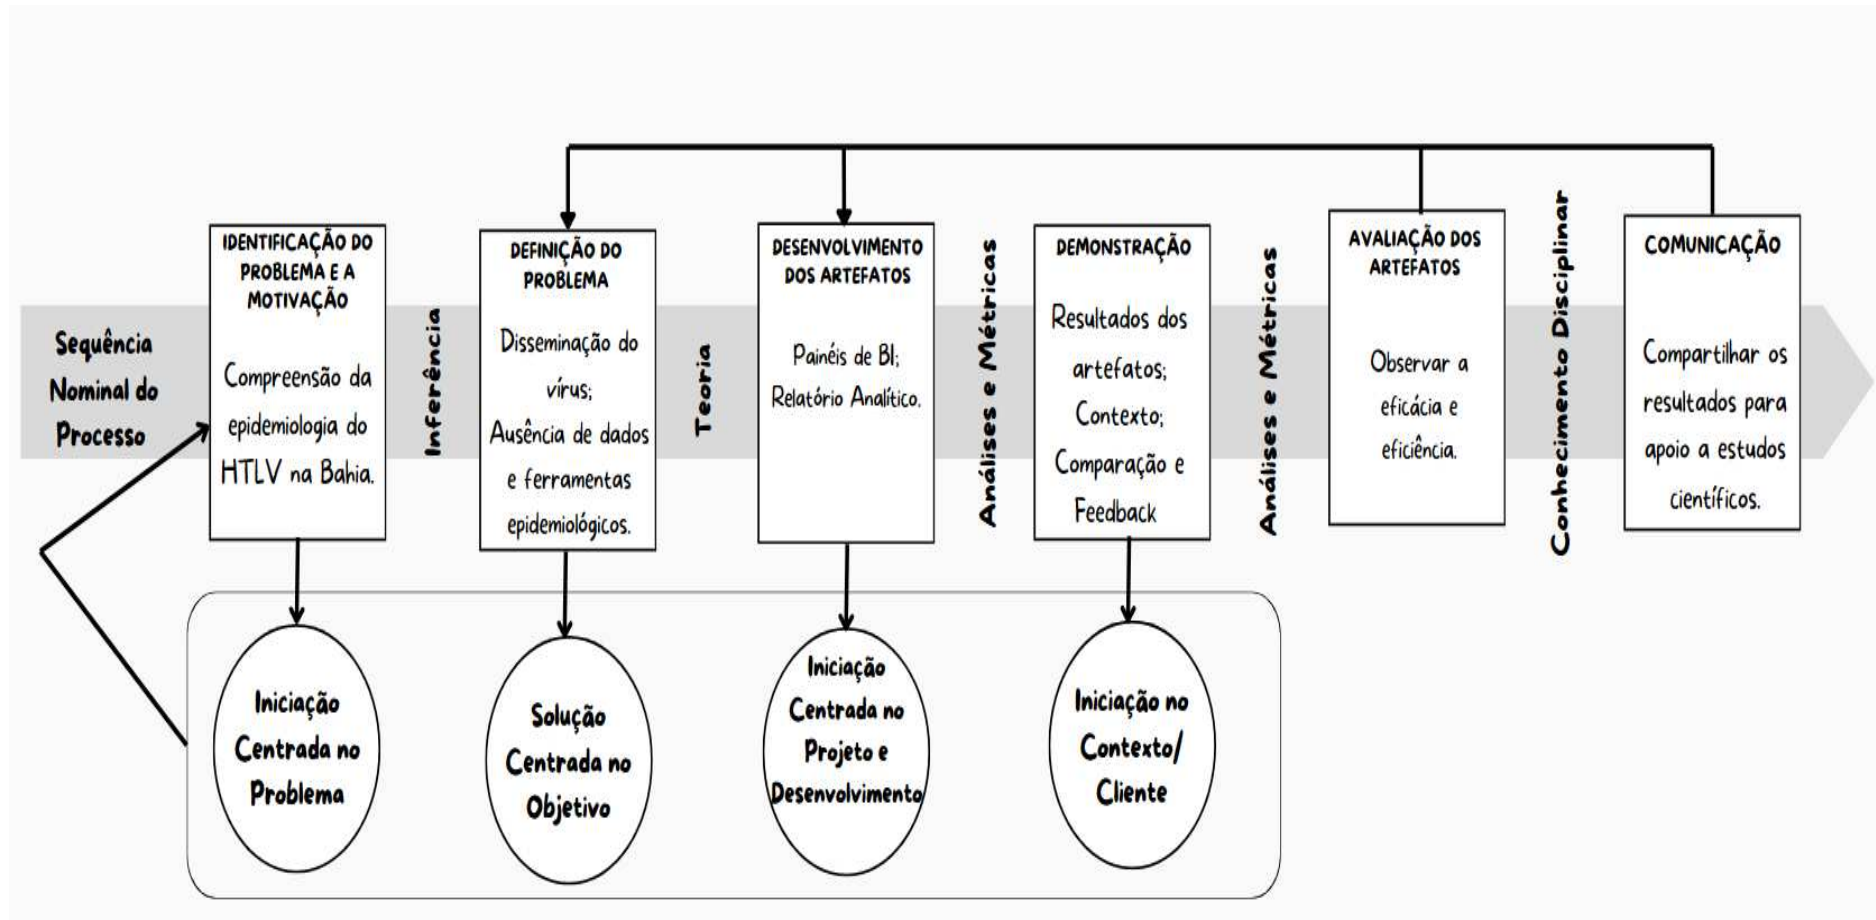 Sequência
Nominal do
Processo
IDENTIFICAÇÃO DO
PROBLEMA E A
MOTIVAÇÃO
Compreensão da
epidemiologia do
HTLV na Bahia.
Inferência
DEFINIÇÃO DO
PROBLEMA
Disseminação do
vírus;
Ausência de dados
e ferramentas
epidemiológicos.
Teoria
DESENVOLVIMENTO
DOS ARTEFATOS
Painéis de BI;
Relatório Analítico.
Análises e Métricas
DEMONSTRAÇÃO
Resultados dos
artefatos;
Contexto;
Comparação e
Feedback
Análises e Métricas
AVALIAÇÃO DOS
ARTEFATOS
Observar a
eficácia e
eficiência.
Conhecimento Disciplinar
COMUNICAÇÃO
Compartilhar os
resultados para
apoio a estudos
científicos.
Iniciação
Centrada no
Problema
Solução
Centrada no
Objetivo
Iniciação
Centrada no
Projeto e
Desenvolvimento
Iniciação no
Contexto/
Cliente